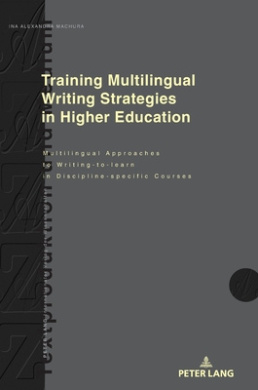 INA ALEXANDRA MACHURA
Training Multilingual
Writing Strategies
in Higher Education
Multilingual Approaches
to Writing-to-learn
in Discipline-specific Courses
PETER LANG